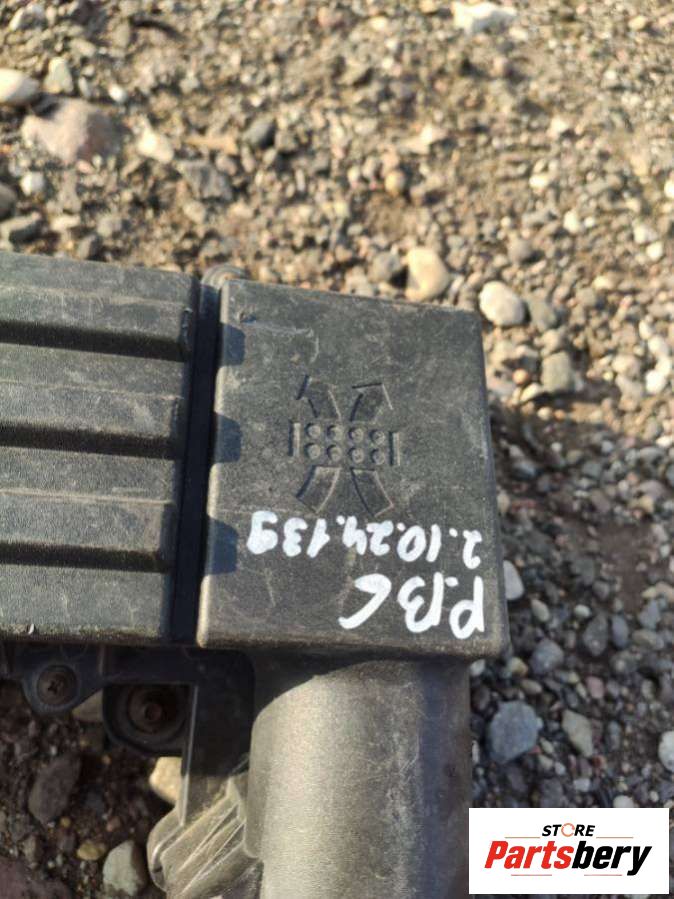 P.B C
2.10.24.139
STORE
Partsbery